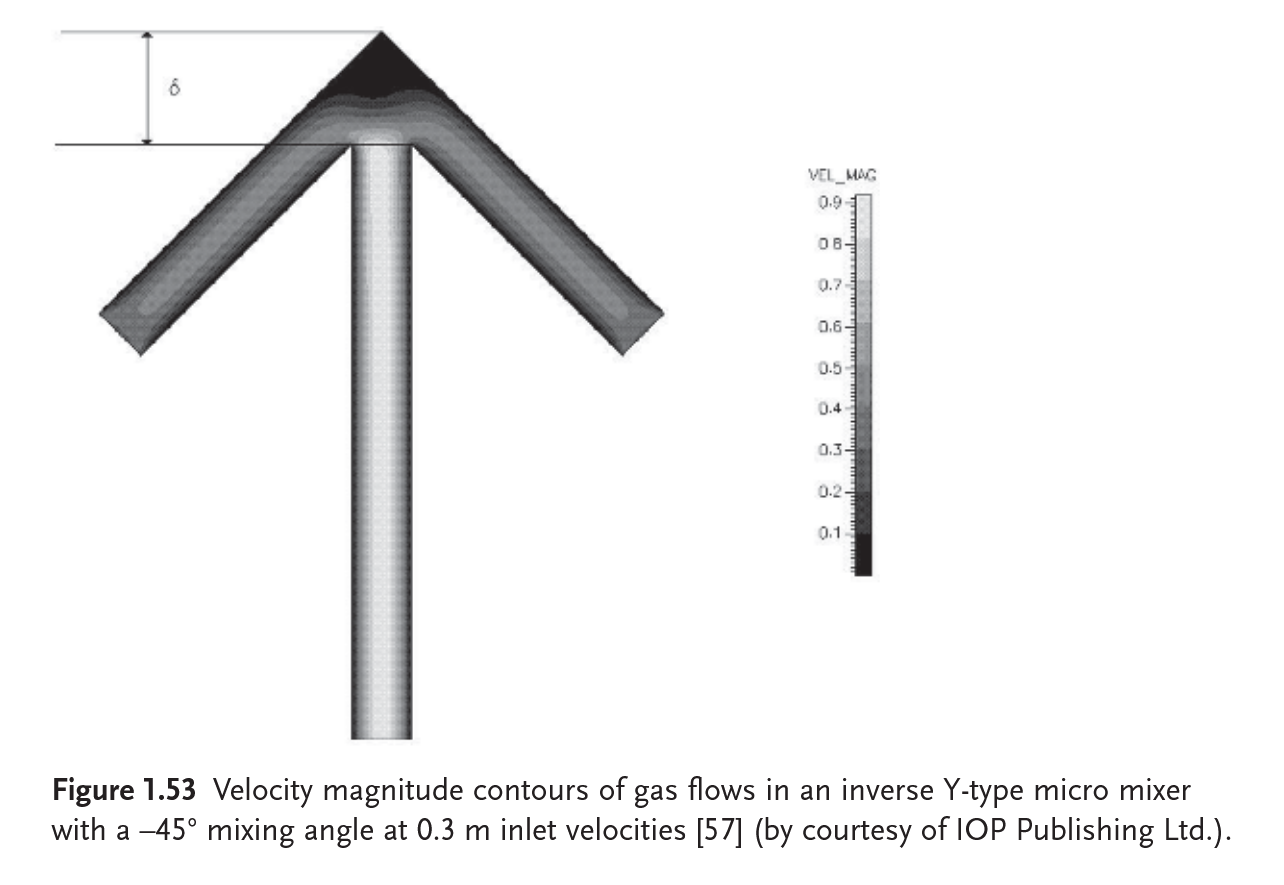 δ
VEL_MAG
0.9
0.8
0.7
0.6
0.5
0.4
0.3
0.2
0.1
Figure 1.53 Velocity magnitude contours of gas flows in an inverse Y-type micro mixer
with a –45° mixing angle at 0.3 m inlet velocities [57] (by courtesy of IOP Publishing Ltd.).